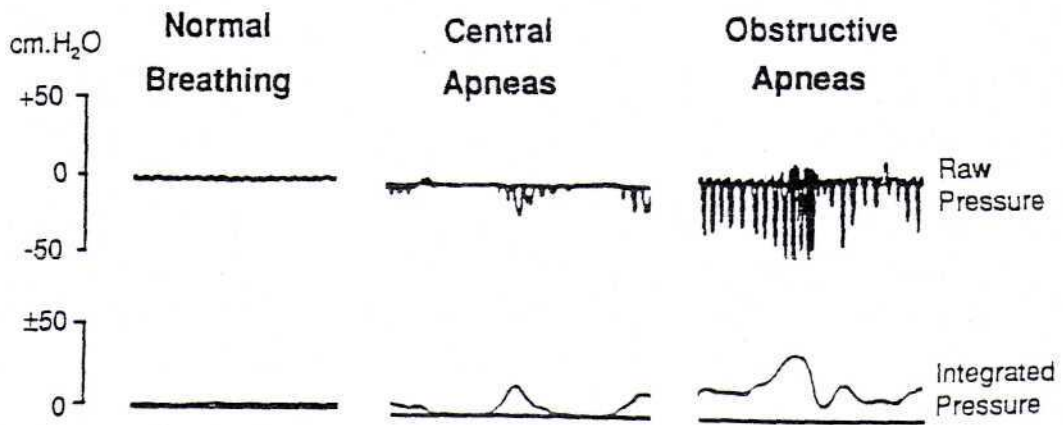 cm.H₂O
Normal
Breathing
Central
Apneas
Obstructive
Apneas
+50
0
-50
Raw
Pressure
±50
0
Integrated
Pressure